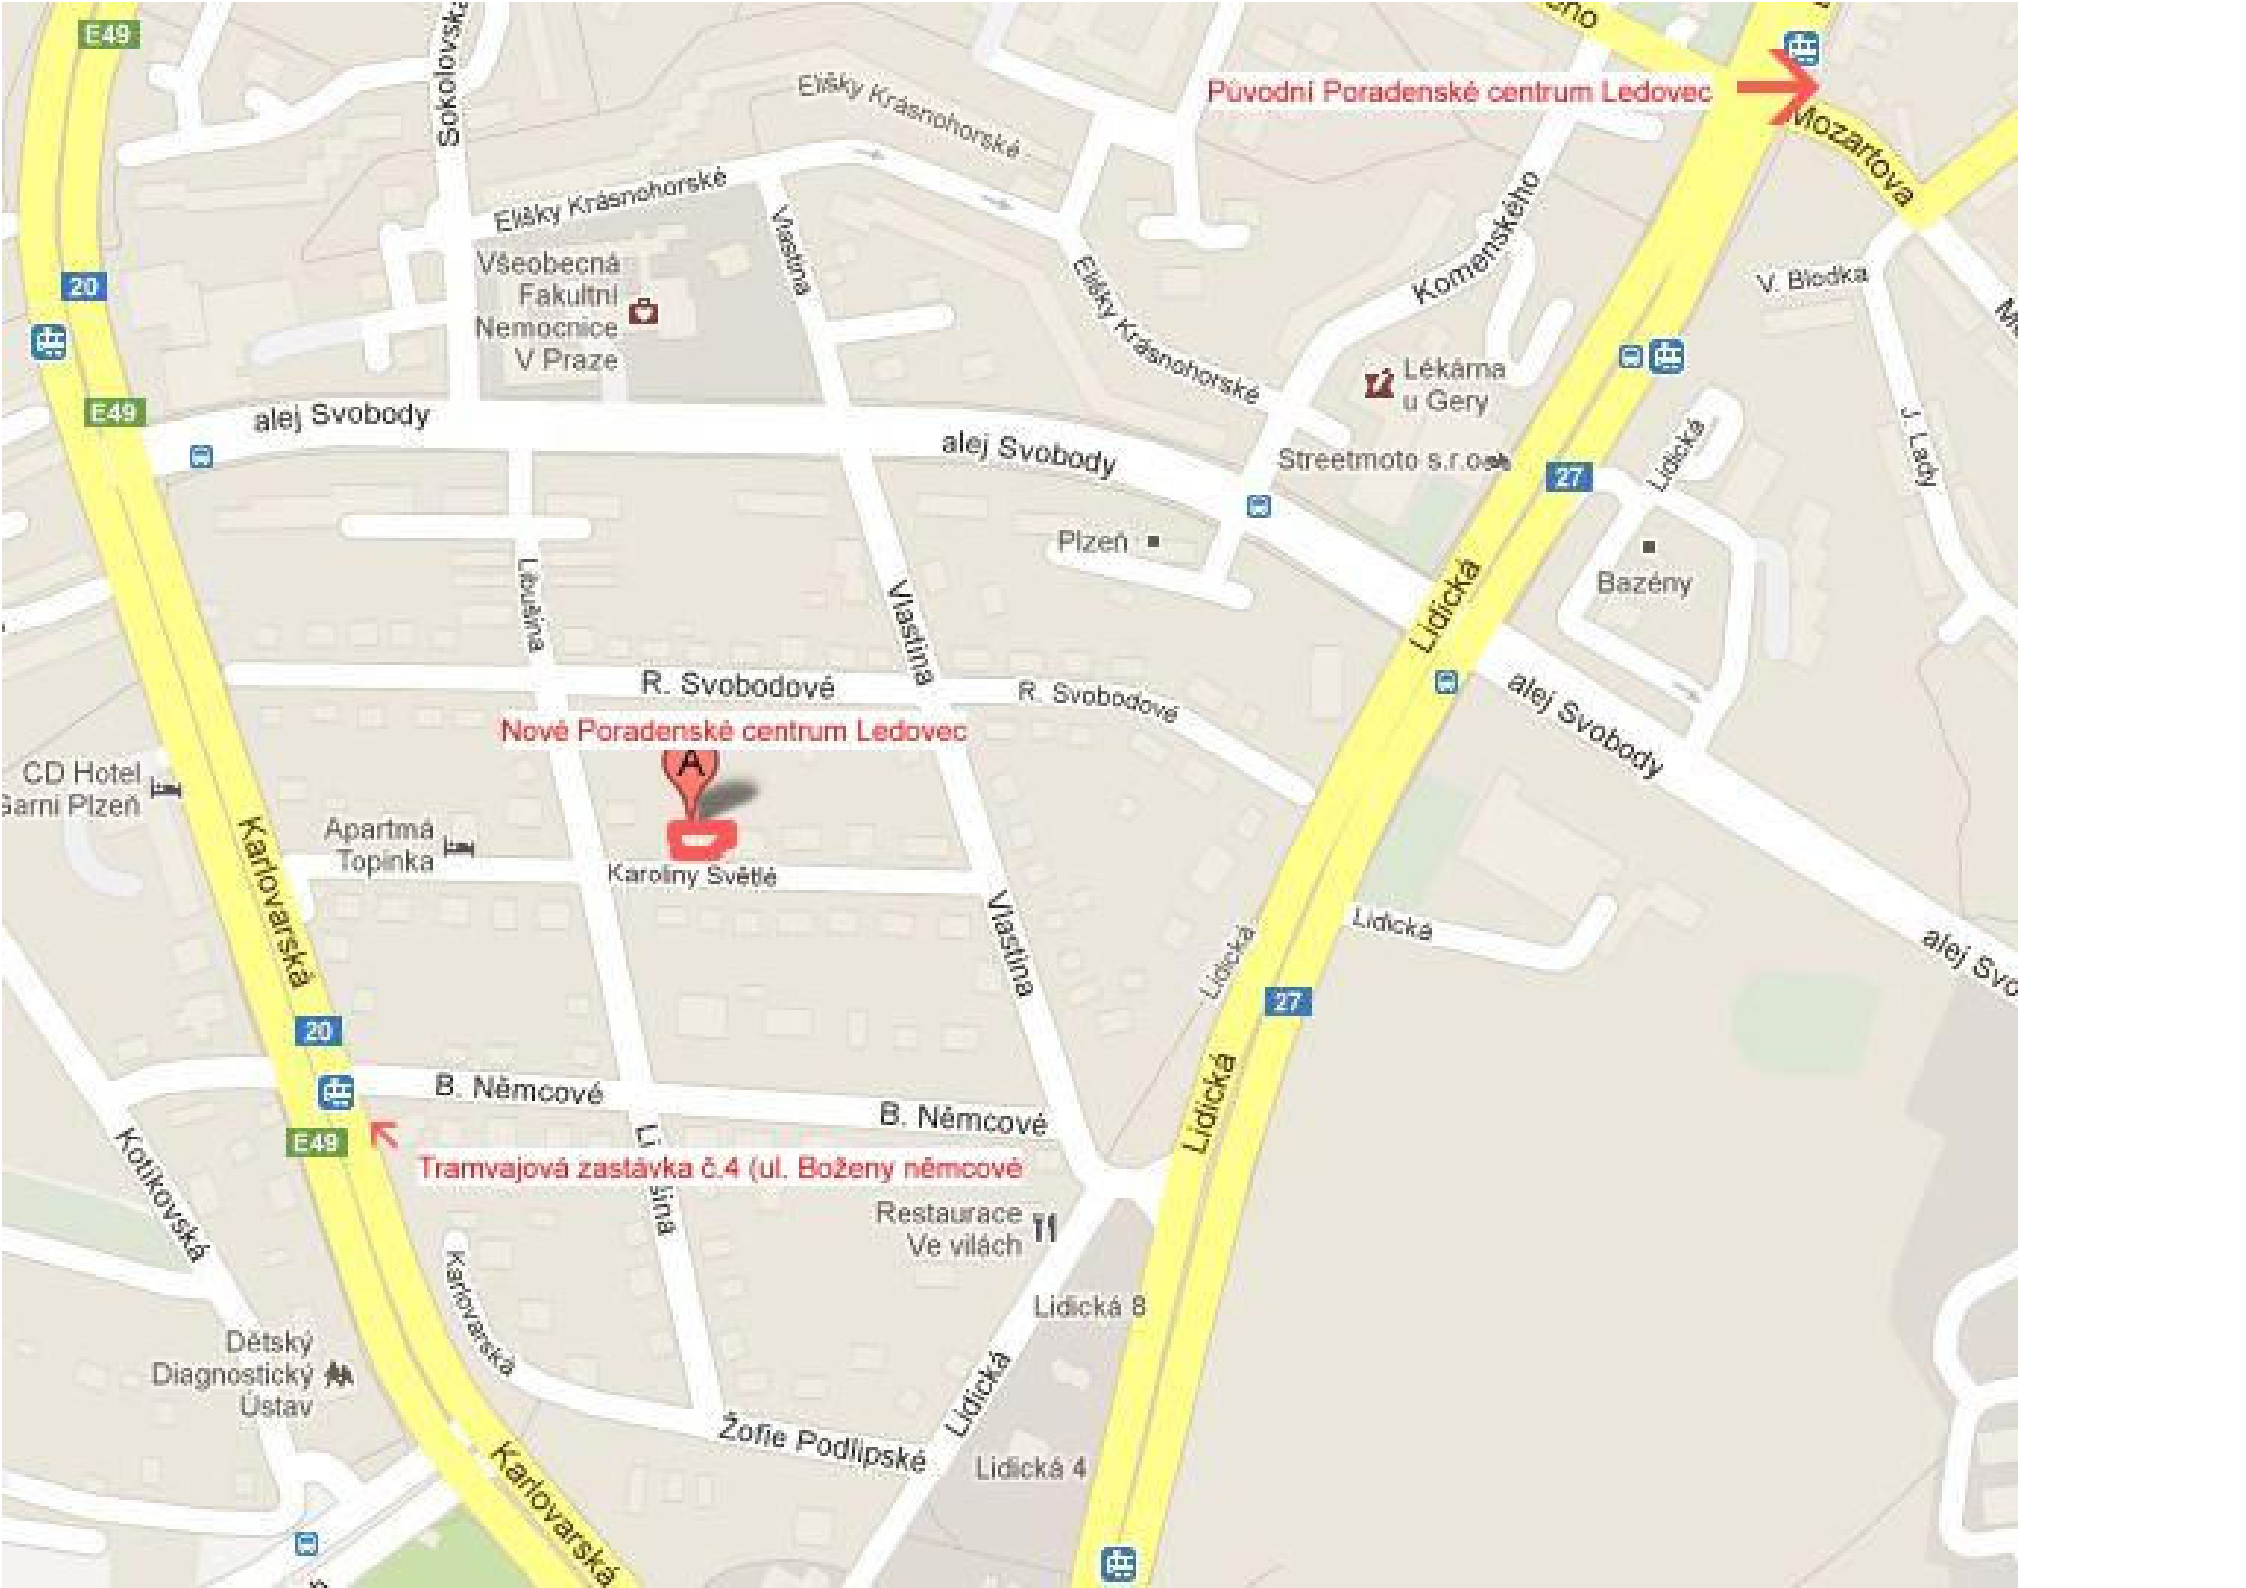 E49
Sokolovská
Elišky Krásnohorské
Původní Poradenské centrum Ledovec
Mozartova
Elišky Krásnohorské
Vlastina
Komenského
Všeobecná
Fakultní
Nemocnice
V Praze
20
V. Blodka
Elišky Krásnohorské
Lékárna
u Gery
E49
alej Svobody
alej Svobody
Streetmoto s.r.o.
27
Lidická
J. Lady
Plzeň
Bazény
Libušina
Vlastina
Lidická
R. Svobodové
R. Svobodové
alej Svobody
Nové Poradenské centrum Ledovec
A
CD Hotel
Garni Plzeň
Apartmá
Topinka
Karlovarská
Karoliny Světlé
Vlastina
Lidická
Lidická
alej Svo
20
27
B. Němcové
B. Němcové
Lidická
E49
Kotíkovská
Li
Tramvajová zastávka č.4 (ul. Boženy němcové
šina
Restaurace
Ve vilách
Karlovarská
Lidická 8
Dětský
Diagnostický
Ústav
Lidická
Žofie Podlipské
Lidická 4
Karlovarská